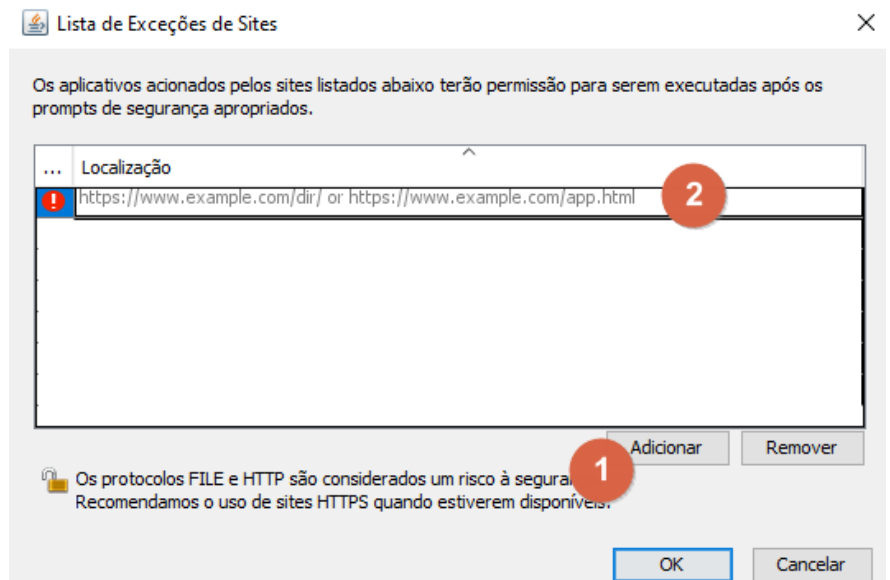 Lista de Exceções de Sites
Os aplicativos acionados pelos sites listados abaixo terão permissão para serem executadas após os
prompts de segurança apropriados.
... Localização
https://www.example.com/dir/ or https://www.example.com/app.html 2
Adicionar Remover
1
Os protocolos FILE e HTTP são considerados um risco à
Recomendamos o uso de sites HTTPS quando estiverem disponíveis.
OK Cancelar